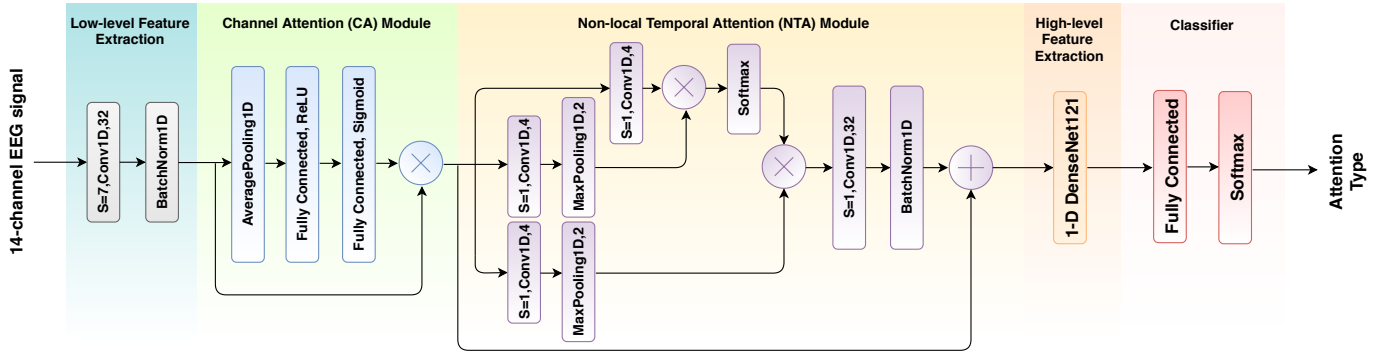 14-channel EEG signal
Low-level Feature
Extraction
S=7,Conv1D,32
BatchNorm1D
Channel Attention (CA) Module
AveragePooling1D
Fully Connected, ReLU
Fully Connected, Sigmoid
Non-local Temporal Attention (NTA) Module
S=1,Conv1D,4
Softmax
S=1,Conv1D,4
MaxPooling1D,2
S=1,Conv1D,4
MaxPooling1D,2
S=1,Conv1D,32
BatchNorm1D
High-level
Feature
Extraction
1-D DenseNet121
Classifier
Fully Connected
Softmax
Attention
Type